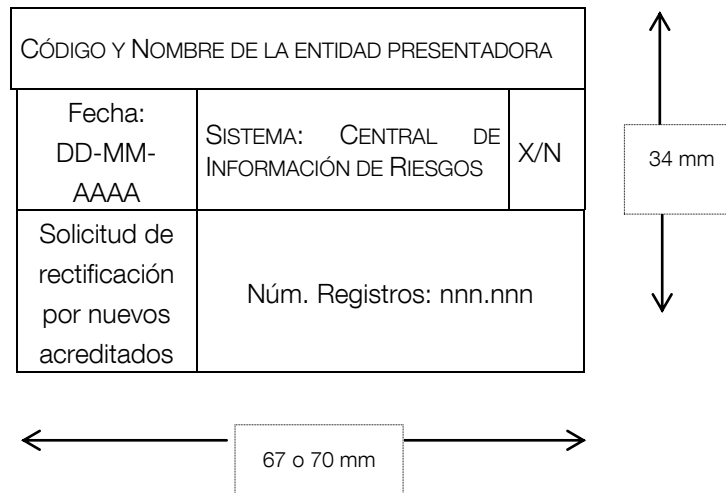 CÓDIGO Y NOMBRE DE LA ENTIDAD PRESENTADORA
Fecha:
DD-MM-
AAAA
SISTEMA: CENTRAL DE
INFORMACIÓN DE RIESGOS
X/N
34 mm
Solicitud de
rectificación
por nuevos
acreditados
Núm. Registros: nnn.nnn
67 o 70 mm